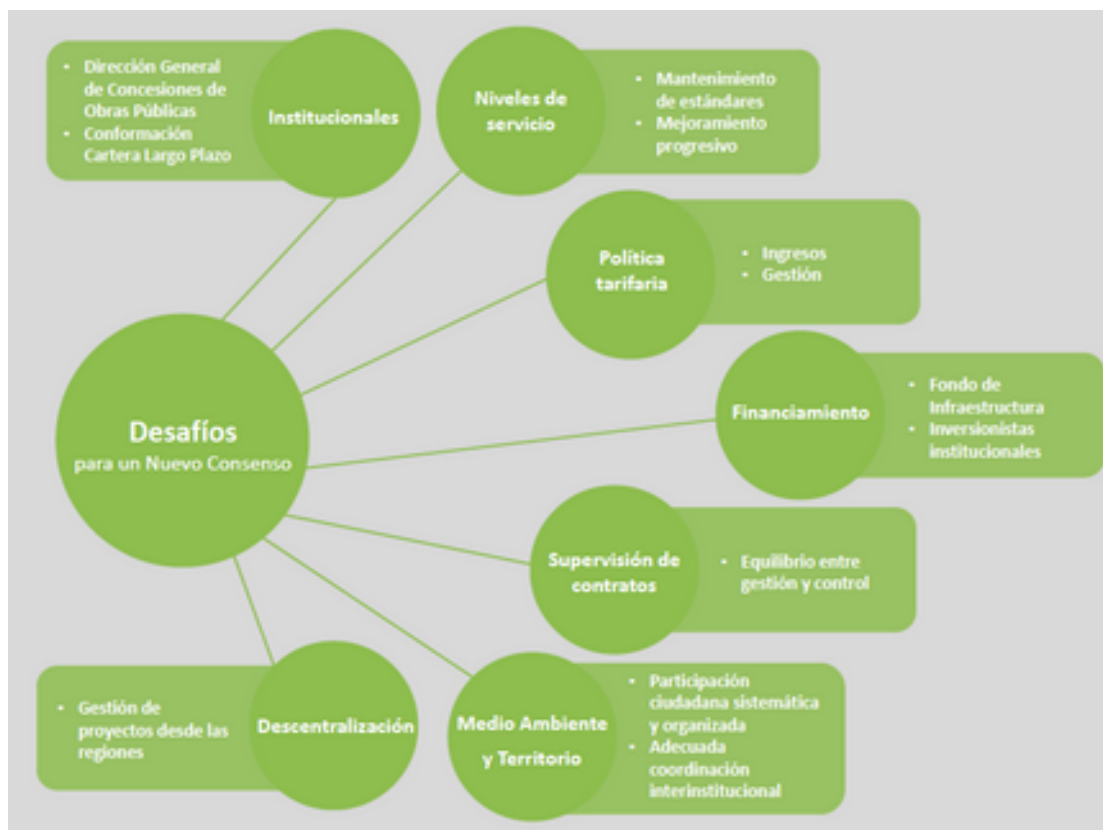 • Dirección General
de Concesiones de
Obras Públicas
• Conformación
Cartera Largo Plazo
Institucionales
Niveles de
servicio
• Mantenimiento
de estándares
• Mejoramiento
progresivo
Política
tarifaria
• Ingresos
• Gestión
Financiamiento
• Fondo de
Infraestructura
• Inversionistas
institucionales
Desafíos
para un Nuevo Consenso
Supervisión de
contratos
• Equilibrio entre
gestión y control
Medio Ambiente
y Territorio
• Participación
ciudadana sistemática
y organizada
• Adecuada
coordinación
interinstitucional
• Gestión de
proyectos desde las
regiones
Descentralización